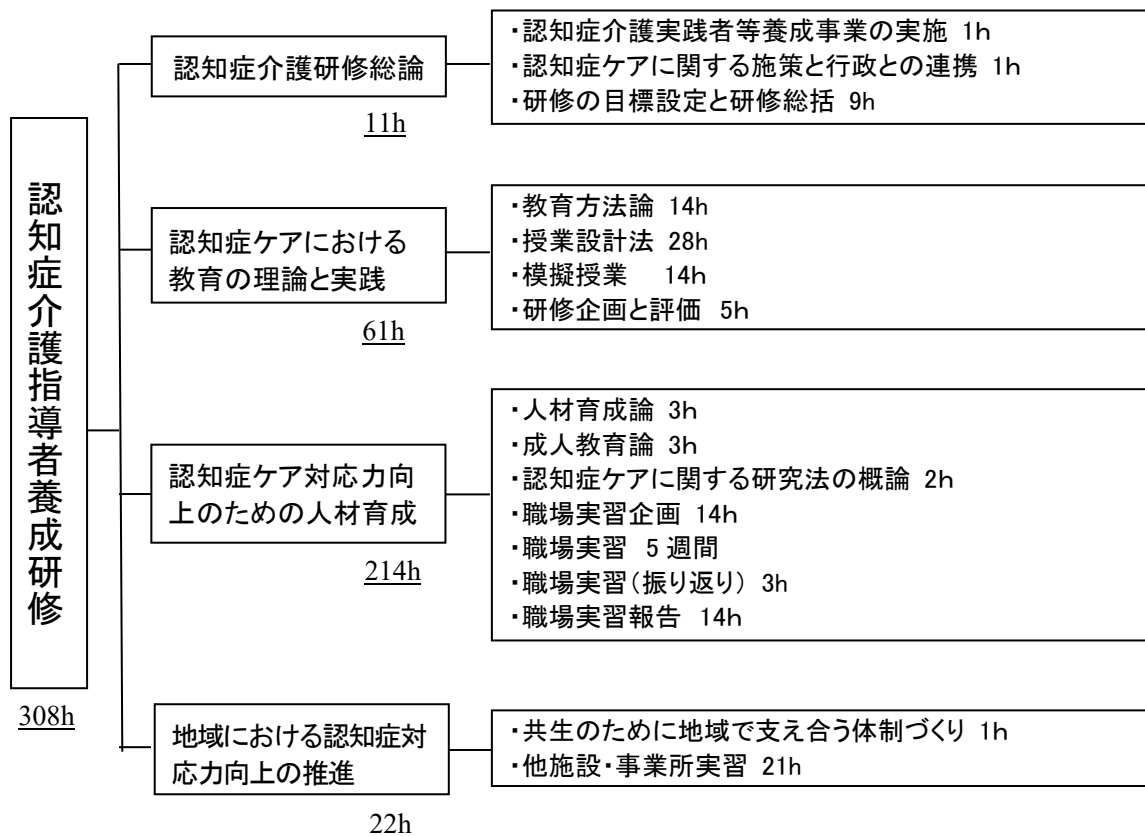 認知症介護指導者養成研修
308h
認知症介護研修総論
11h
・認知症介護実践者等養成事業の実施 1h
・認知症ケアに関する施策と行政との連携 1h
・研修の目標設定と研修総括 9h
認知症ケアにおける
教育の理論と実践
61h
・教育方法論 14h
・授業設計法 28h
・模擬授業 14h
・研修企画と評価 5h
認知症ケア対応力向
上のための人材育成
214h
・人材育成論 3h
・成人教育論 3h
・認知症ケアに関する研究法の概論 2h
・職場実習企画 14h
・職場実習 5週間
・職場実習(振り返り) 3h
・職場実習報告 14h
地域における認知症対
応力向上の推進
22h
・共生のために地域で支え合う体制づくり 1h
・他施設・事業所実習 21h